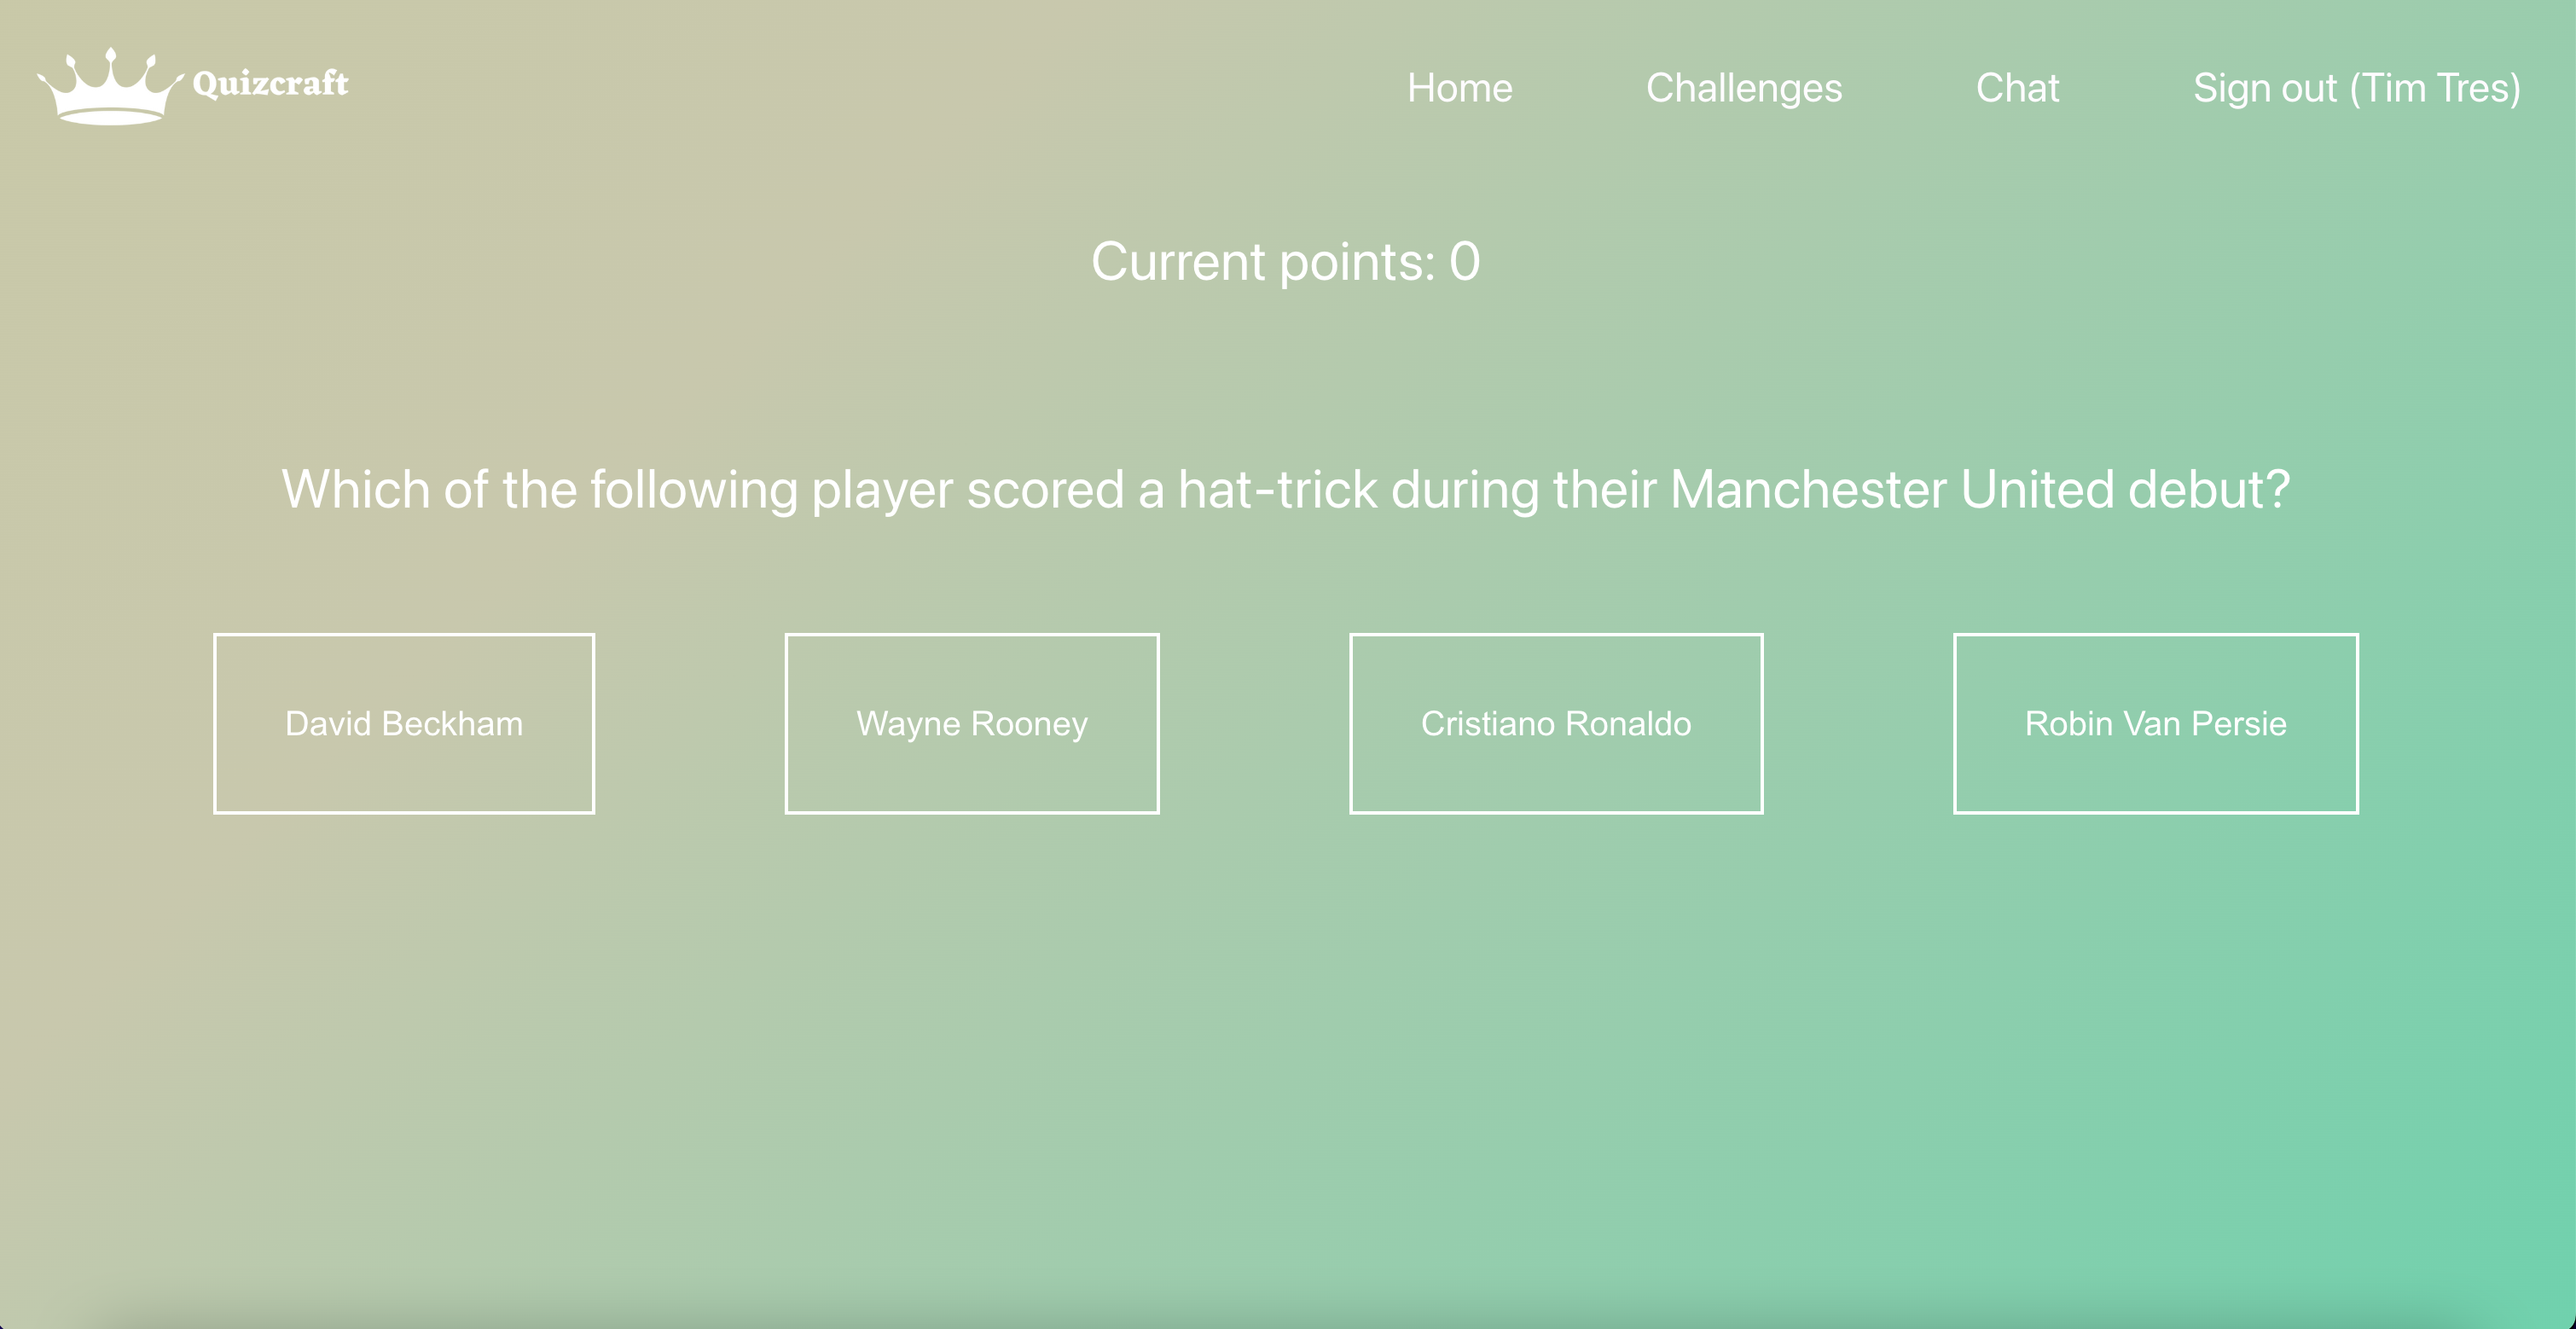 Quizcraft
Home Challenges Chat Sign out (Tim Tres)
Current points: 0
Which of the following player scored a hat-trick during their Manchester United debut?
David Beckham Wayne Rooney Cristiano Ronaldo Robin Van Persie